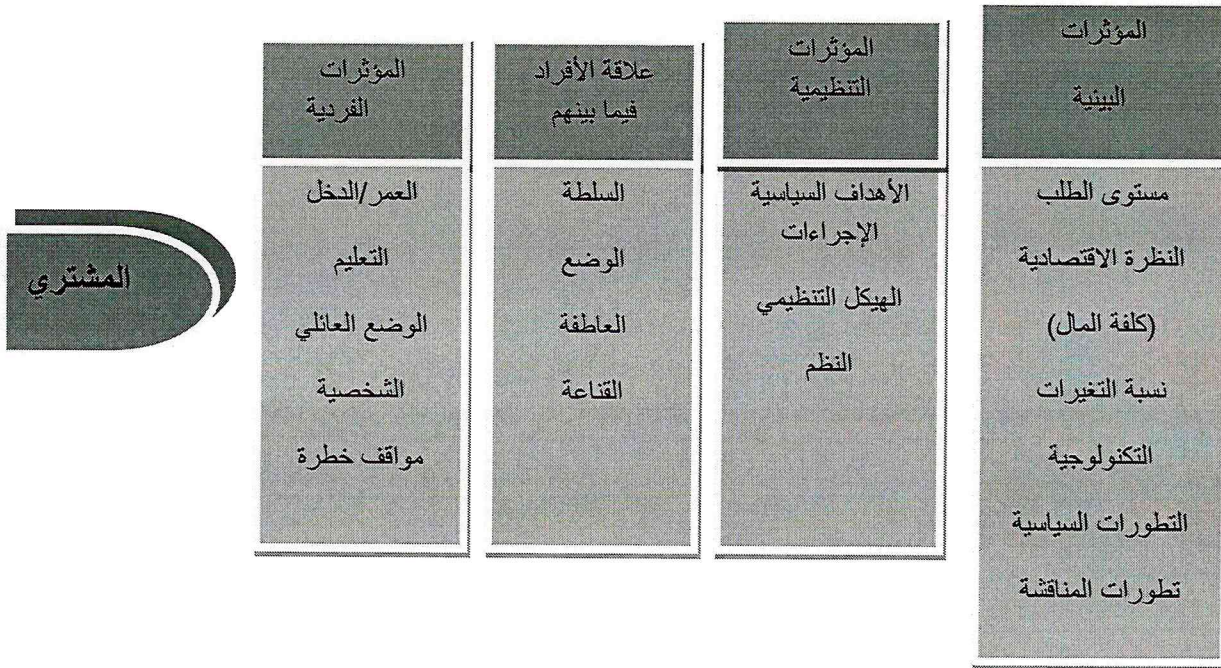 المؤثرات
البيئية
مستوى الطلب
النظرة الاقتصادية
(كلفة المال)
نسبة التغيرات
التكنولوجية
التطورات السياسية
تطورات المناقشة
المؤثرات
التنظيمية
الأهداف السياسية
الإجراءات
الهيكل التنظيمي
النظم
علاقة الأفراد
فيما بينهم
السلطة
الوضع
العاطفة
القناعة
المؤثرات
الفردية
العمر/الدخل
التعليم
الوضع العائلي
الشخصية
مواقف خطرة
المشتري